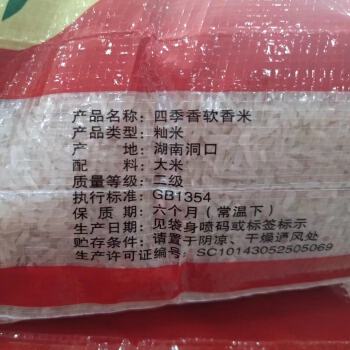 产品名称：四季香软香米
产品类型：籼米
产　　地：湖南洞口
配　　料：大米
质量等级：二级
执行标准：GB1354
保 质 期：六个月（常温下）
生产日期：见袋身喷码或标签标示
贮存条件：请置于阴凉、干燥通风处
生产许可证编号：SC10143052505069